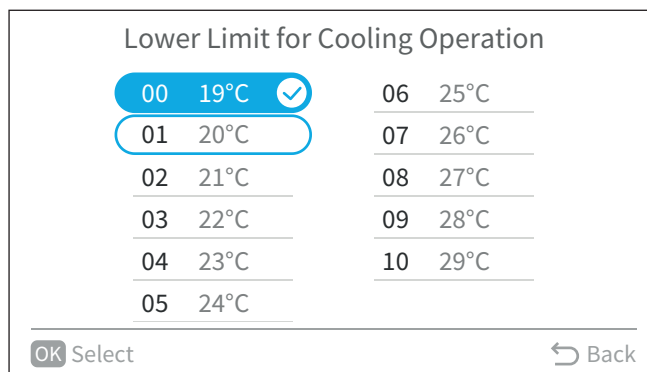 Lower Limit for Cooling Operation
00 19°C
01 20°C
02 21°C
03 22°C
04 23°C
05 24°C
06 25°C
07 26°C
08 27°C
09 28°C
10 29°C
OK Select
Back